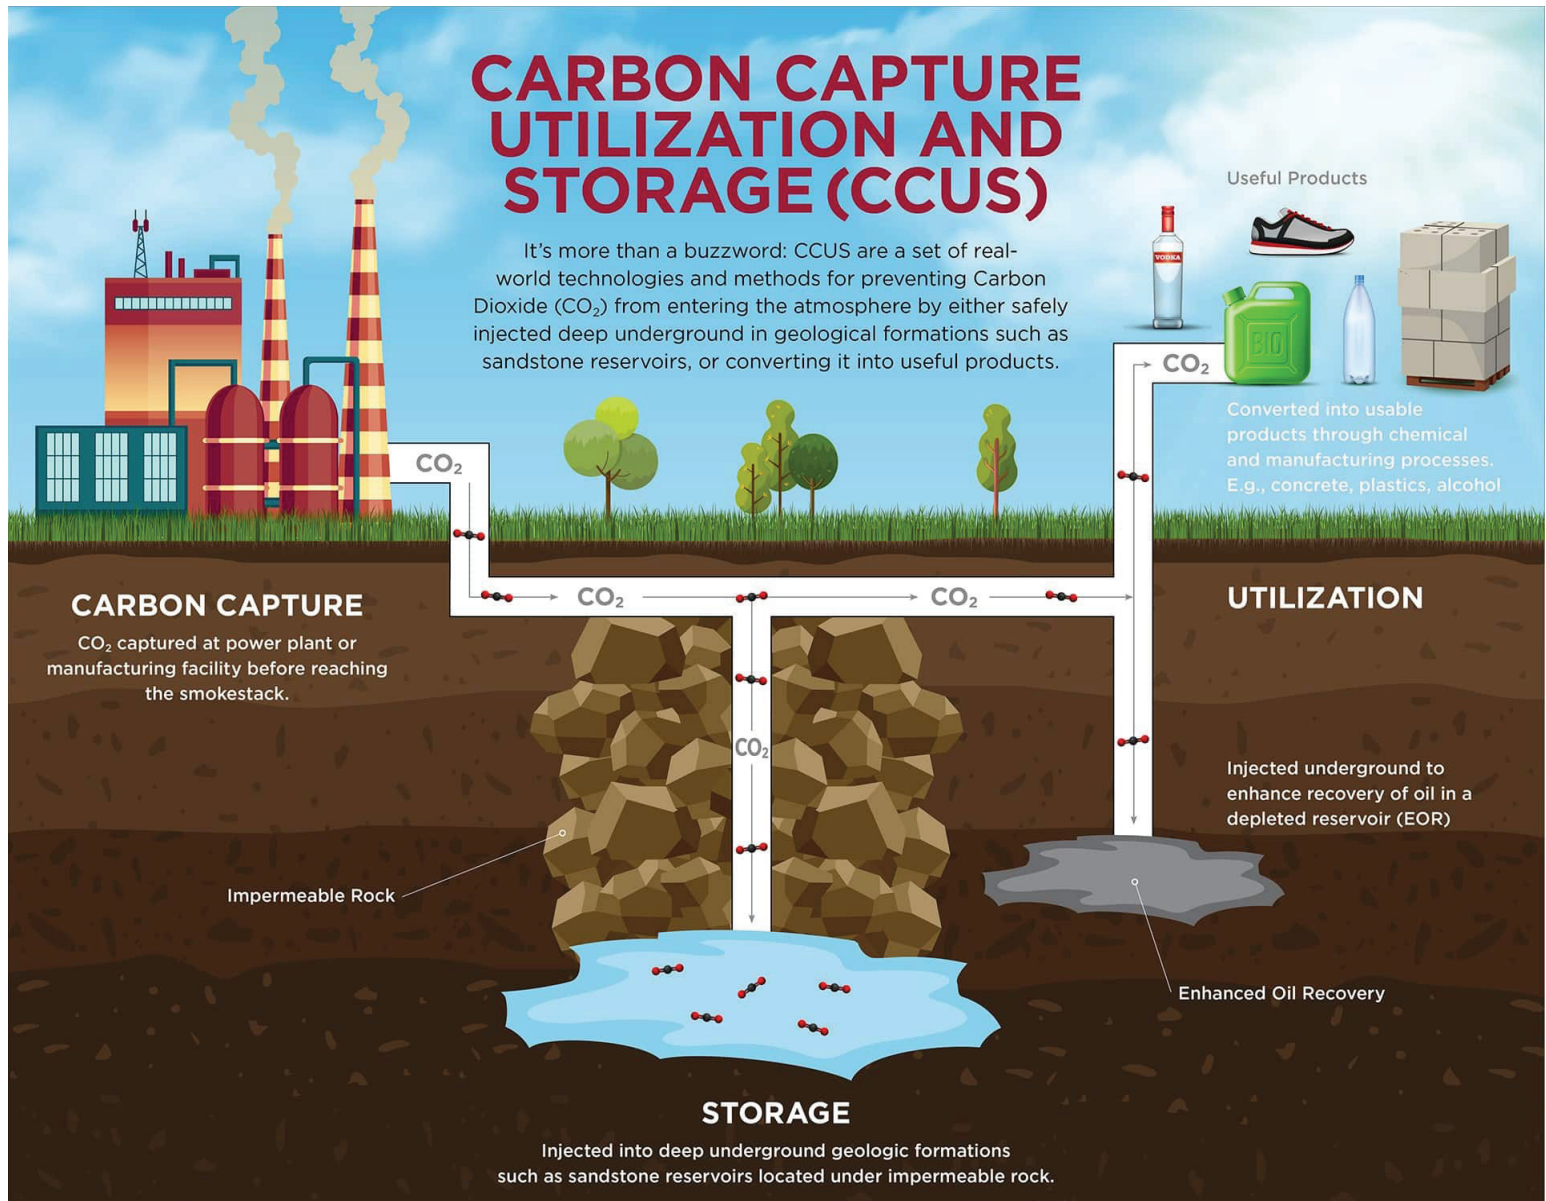 CARBON CAPTURE
UTILIZATION AND
STORAGE (CCUS)
It's more than a buzzword: CCUS are a set of real-
world technologies and methods for preventing Carbon
Dioxide (CO₂) from entering the atmosphere by either safely
injected deep underground in geological formations such as
sandstone reservoirs, or converting it into useful products.
Useful Products
VODKA
BIO
CO₂
Converted into usable
products through chemical
and manufacturing processes.
E.g., concrete, plastics, alcohol
CO₂
CO₂
CO₂
CARBON CAPTURE
CO₂ captured at power plant or
manufacturing facility before reaching
the smokestack.
UTILIZATION
CO₂
Injected underground to
enhance recovery of oil in a
depleted reservoir (EOR)
Impermeable Rock
Enhanced Oil Recovery
STORAGE
Injected into deep underground geologic formations
such as sandstone reservoirs located under impermeable rock.